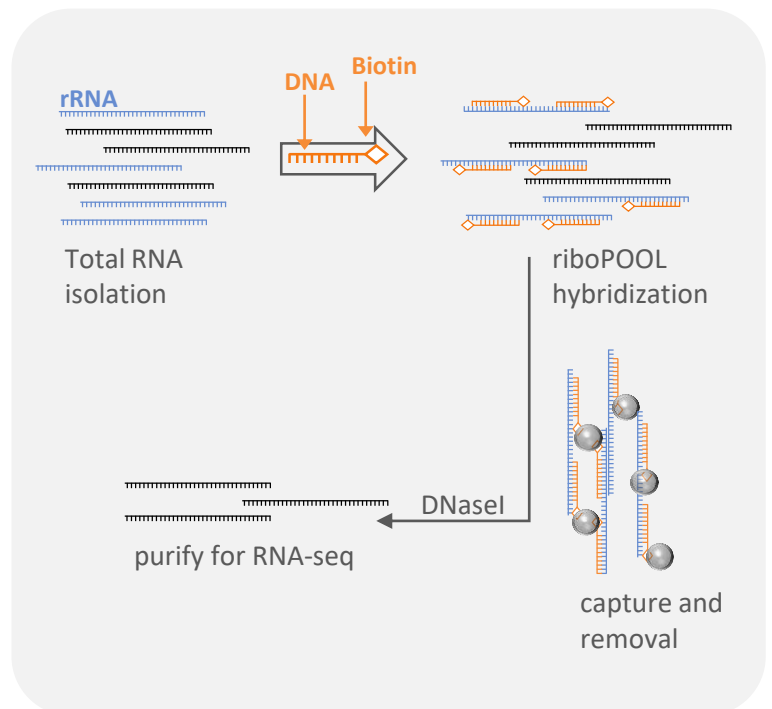 rRNA
DNA
Biotin
Total RNA
isolation
riboPOOL
hybridization
DNaseI
purify for RNA-seq
capture and
removal